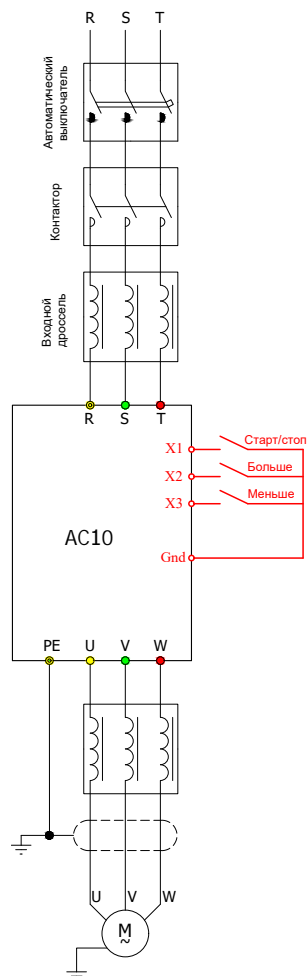 R S T
Автоматический
выключатель
Контактор
Входной
дроссель
R S T
X1 Старт/стоп
X2 Больше
X3 Меньше
AC10
Gnd
PE U V W
U V W
M
~